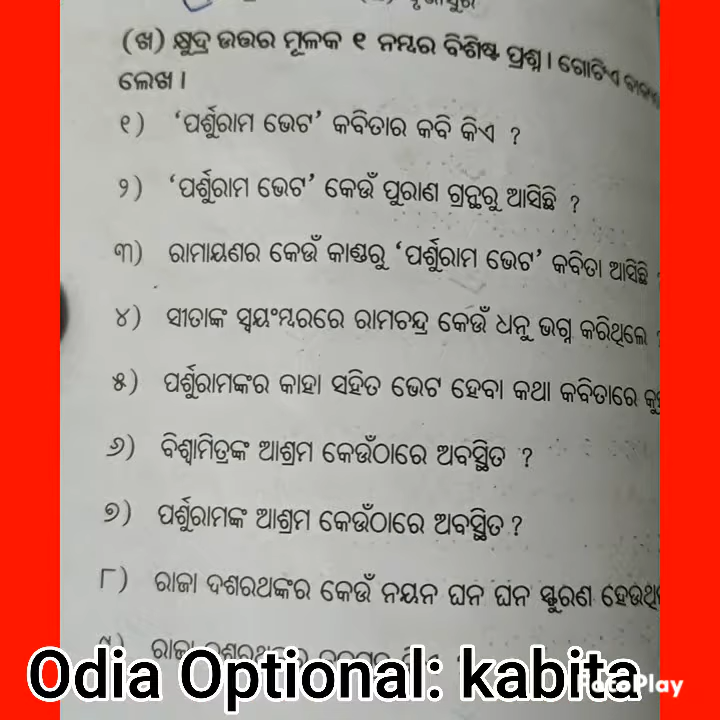 (ଖ) କ୍ଷୁଦ୍ର ଉତ୍ତର ମୂଳକ ୧ ନମ୍ବର ବିଶିଷ୍ଟ ପ୍ରଶ୍ନ । ଗୋଟିଏ
ଲେଖ ।
୧) ‘ପର୍ଶୁରାମ ଭେଟ’ କବିତାର କବି କିଏ ?
୨) ‘ପର୍ଶୁରାମ ଭେଟ’ କେଉଁ ପୁରାଣ ଗ୍ରନ୍ଥରୁ ଆସିଛି ?
୩) ରାମାୟଣର କେଉଁ କାଣ୍ଡରୁ ‘ପର୍ଶୁରାମ ଭେଟ’ କବିତା ଆସିଛି
୪) ସୀତାଙ୍କ ସ୍ଵୟଂମ୍ବରରେ ରାମଚନ୍ଦ୍ର କେଉଁ ଧନୁ ଭଗ୍ନ କରିଥିଲେ ?
୫) ପର୍ଶୁରାମଙ୍କର କାହା ସହିତ ଭେଟ ହେବା କଥା କବିତାରେ
୬) ବିଶ୍ୱାମିତ୍ରଙ୍କ ଆଶ୍ରମ କେଉଁଠାରେ ଅବସ୍ଥିତ ?
୭) ପର୍ଶୁରାମଙ୍କ ଆଶ୍ରମ କେଉଁଠାରେ ଅବସ୍ଥିତ ?
୮) ରାଜା ଦଶରଥଙ୍କର କେଉଁ ନୟନ ଘନ ଘନ ସ୍ଫୁରଣ
୯) ରାଜା
Odia Optional: kabita